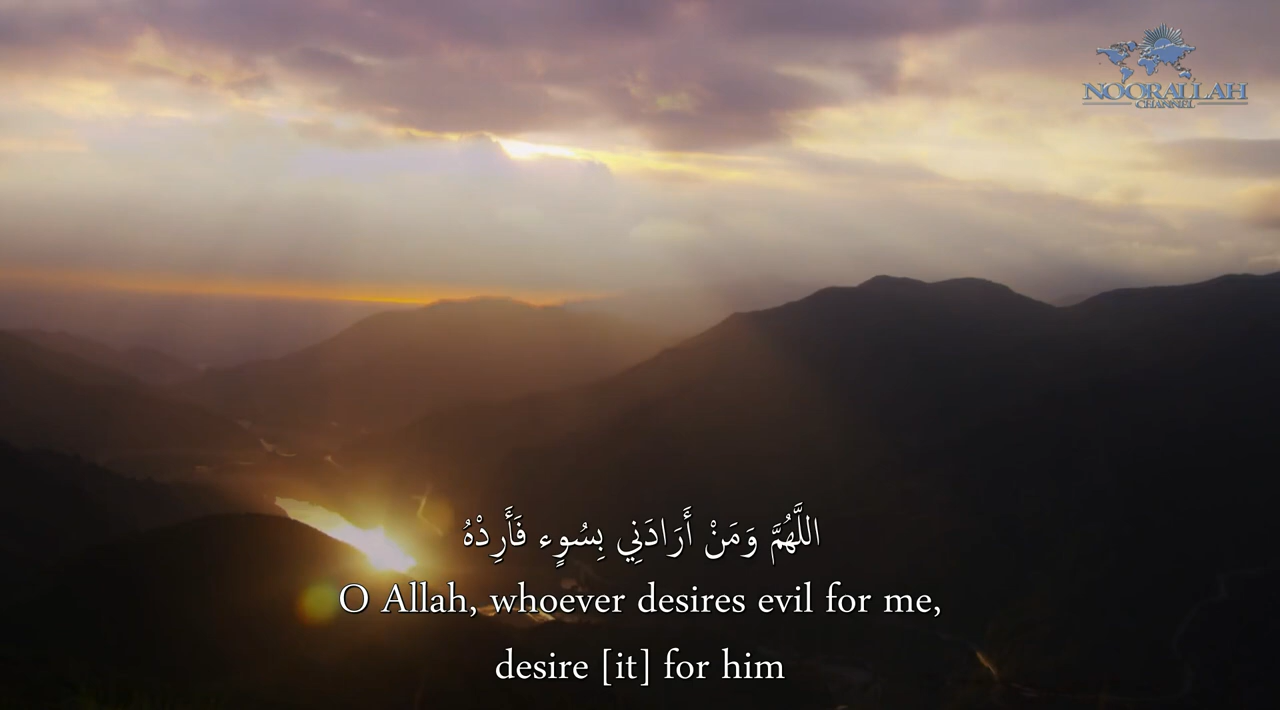 NOORALLAH
CHANNEL
اللَّهُمَّ وَمَنْ أَرَادَنِي بِسُوءٍ فَأَرِدْهُ
O Allah, whoever desires evil for me,
desire [it] for him